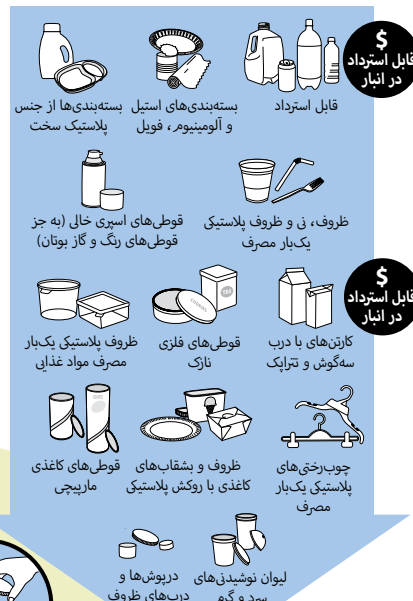 $
قابل استرداد
در انبار
قابل استرداد
بسته‌بندی‌های استیل
و آلومینیوم، فویل
بسته‌بندی‌ها از جنس
پلاستیک سخت
ظروف، نی و ظروف پلاستیکی
یک‌بار مصرف
قوطی‌های اسپری خالی (به جز
قوطی‌های رنگ و گاز بوتان)
$
قابل استرداد
در انبار
کارتن‌های با درب
سه‌گوش و تتراپک
TEA
COOKIES
قوطی‌های فلزی
نازک
ظروف پلاستیکی یک‌بار
مصرف مواد غذایی
چوب‌رختی‌های
پلاستیکی یک‌بار
مصرف
ظروف و بشقاب‌های
کاغذی با روکش پلاستیکی
قوطی‌های کاغذی
مارپیچی
لیوان نوشیدنی‌های
سرد و گرم
درپوش‌ها و
درب‌های ظروف